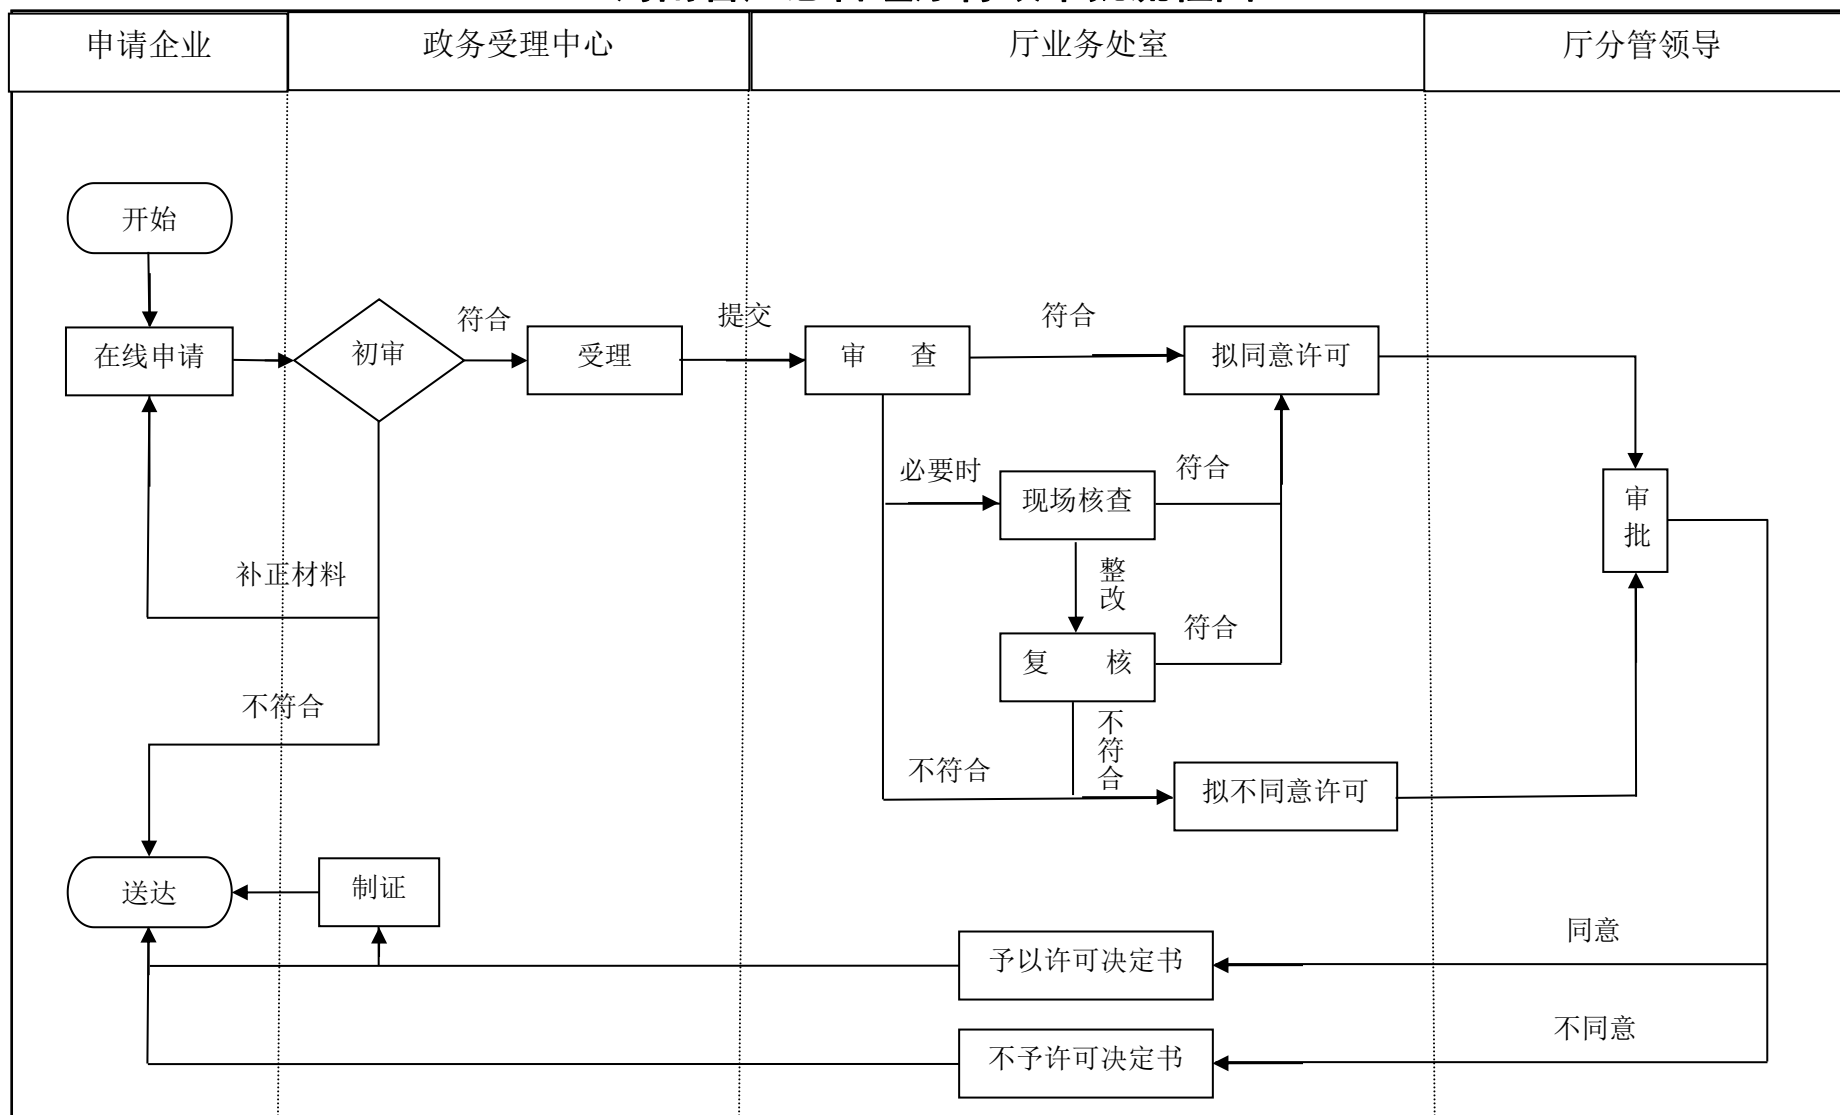 申请企业
政务受理中心
厅业务处室
厅分管领导
开始
符合
提交
符合
在线申请
初审
受理
审 查
拟同意许可
必要时
符合
现场核查
审
批
整
改
补正材料
符合
复 核
不符合
不
符
合
不符合
拟不同意许可
送达
制证
同意
予以许可决定书
不同意
不予许可决定书